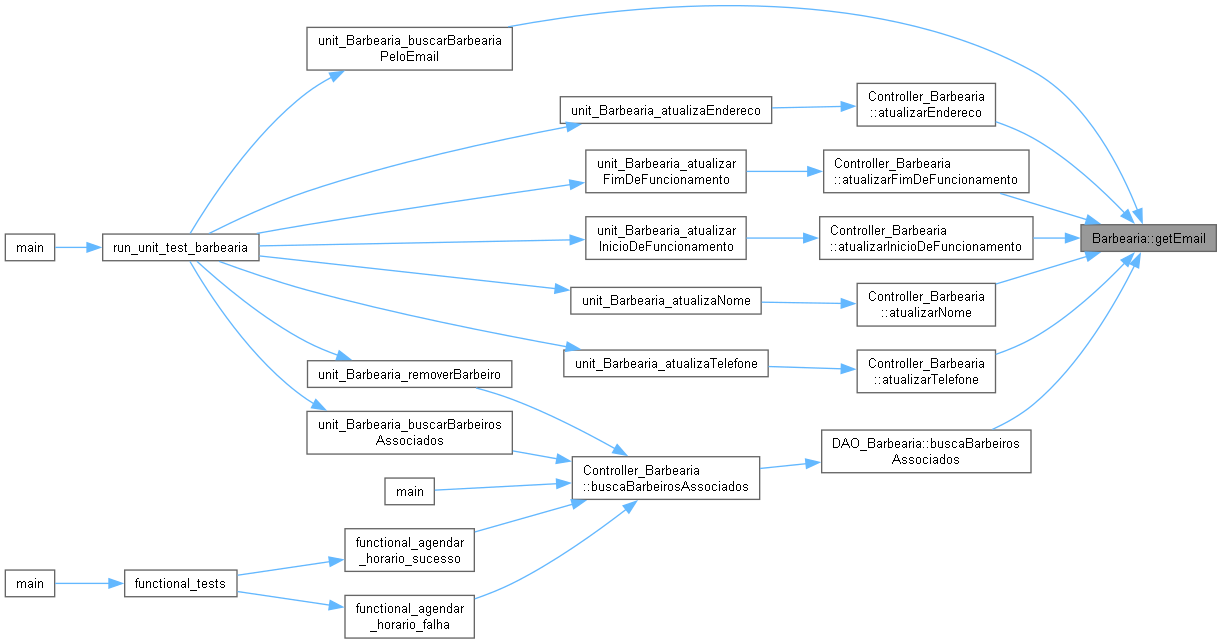 unit_Barbearia_buscarBarbearia
PeloEmail
unit_Barbearia_atualizaEndereco
Controller_Barbearia
::atualizarEndereco
unit_Barbearia_atualizar
FimDeFuncionamento
Controller_Barbearia
::atualizarFimDeFuncionamento
main
run_unit_test_barbearia
unit_Barbearia_atualizar
InicioDeFuncionamento
Controller_Barbearia
::atualizarInicioDeFuncionamento
Barbearia::getEmail
unit_Barbearia_atualizaNome
Controller_Barbearia
::atualizarNome
unit_Barbearia_atualizaTelefone
Controller_Barbearia
::atualizarTelefone
unit_Barbearia_removerBarbeiro
unit_Barbearia_buscarBarbeiros
Associados
DAO_Barbearia::buscaBarbeiros
Associados
Controller_Barbearia
::buscaBarbeirosAssociados
main
functional_agendar
_horario_sucesso
main
functional_tests
functional_agendar
_horario_falha